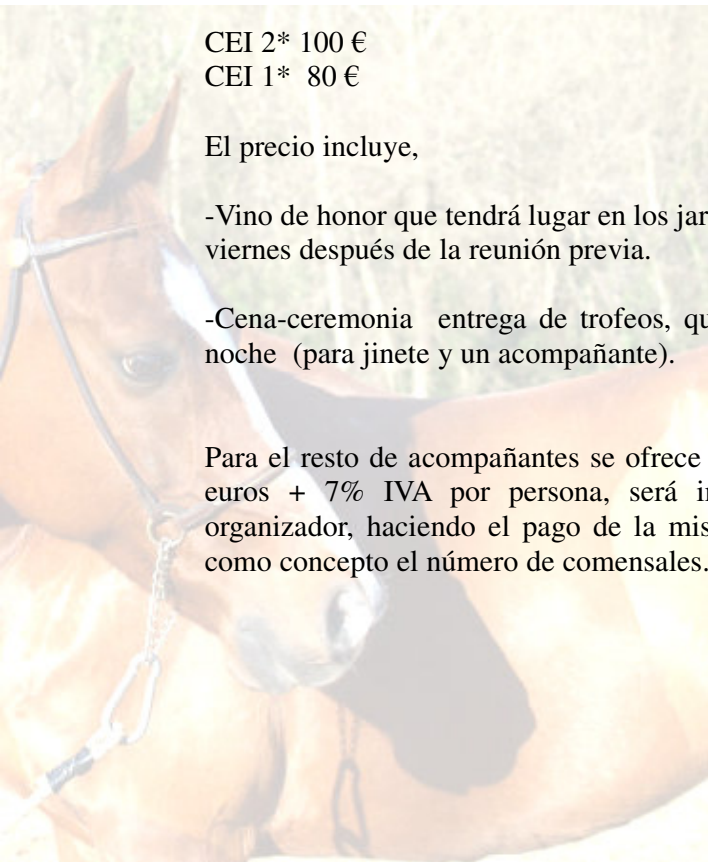 CEI 2* 100 €
CEI 1* 80 €
El precio incluye,
-Vino de honor que tendrá lugar en los jar
viernes después de la reunión previa.
-Cena-ceremonia entrega de trofeos, qu
noche (para jinete y un acompañante).
Para el resto de acompañantes se ofrece
euros + 7% IVA por persona, será in
organizador, haciendo el pago de la mis
como concepto el número de comensales.